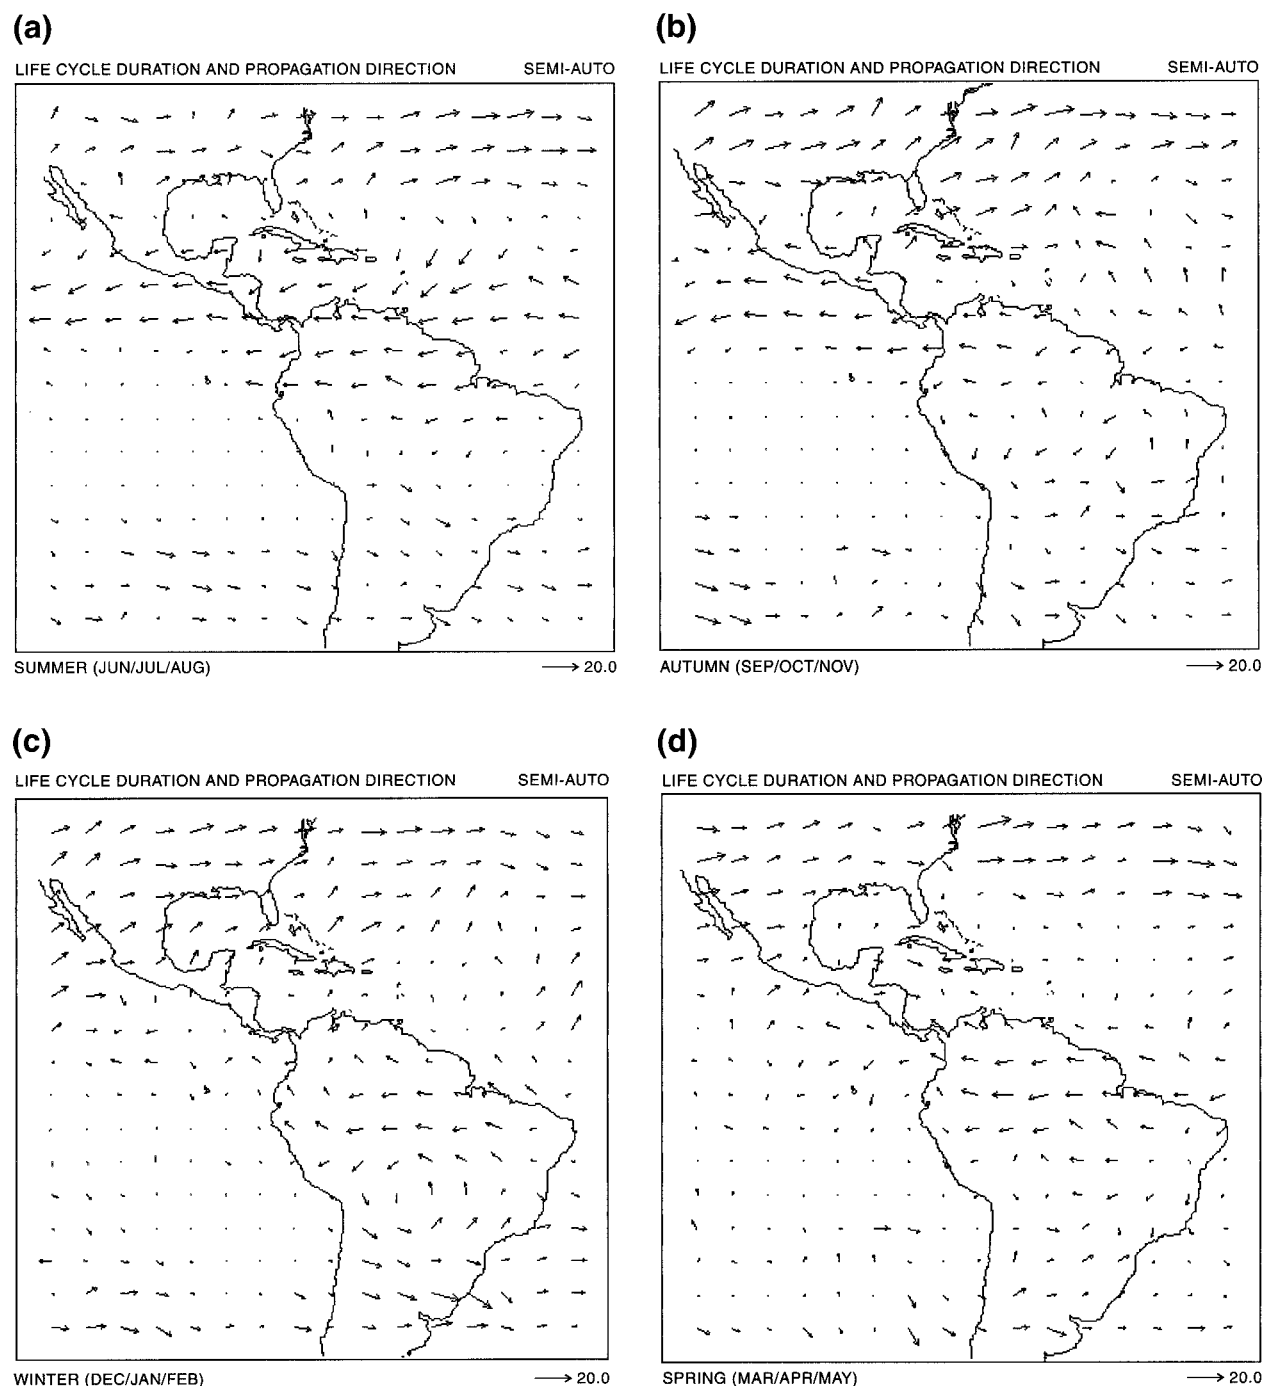 (a)
LIFE CYCLE DURATION AND PROPAGATION DIRECTION SEMI-AUTO
SUMMER (JUN/JUL/AUG) 20.0
(b)
LIFE CYCLE DURATION AND PROPAGATION DIRECTION SEMI-AUTO
AUTUMN (SEP/OCT/NOV) 20.0
(c)
LIFE CYCLE DURATION AND PROPAGATION DIRECTION SEMI-AUTO
WINTER (DEC/JAN/FEB) 20.0
(d)
LIFE CYCLE DURATION AND PROPAGATION DIRECTION SEMI-AUTO
SPRING (MAR/APR/MAY) 20.0